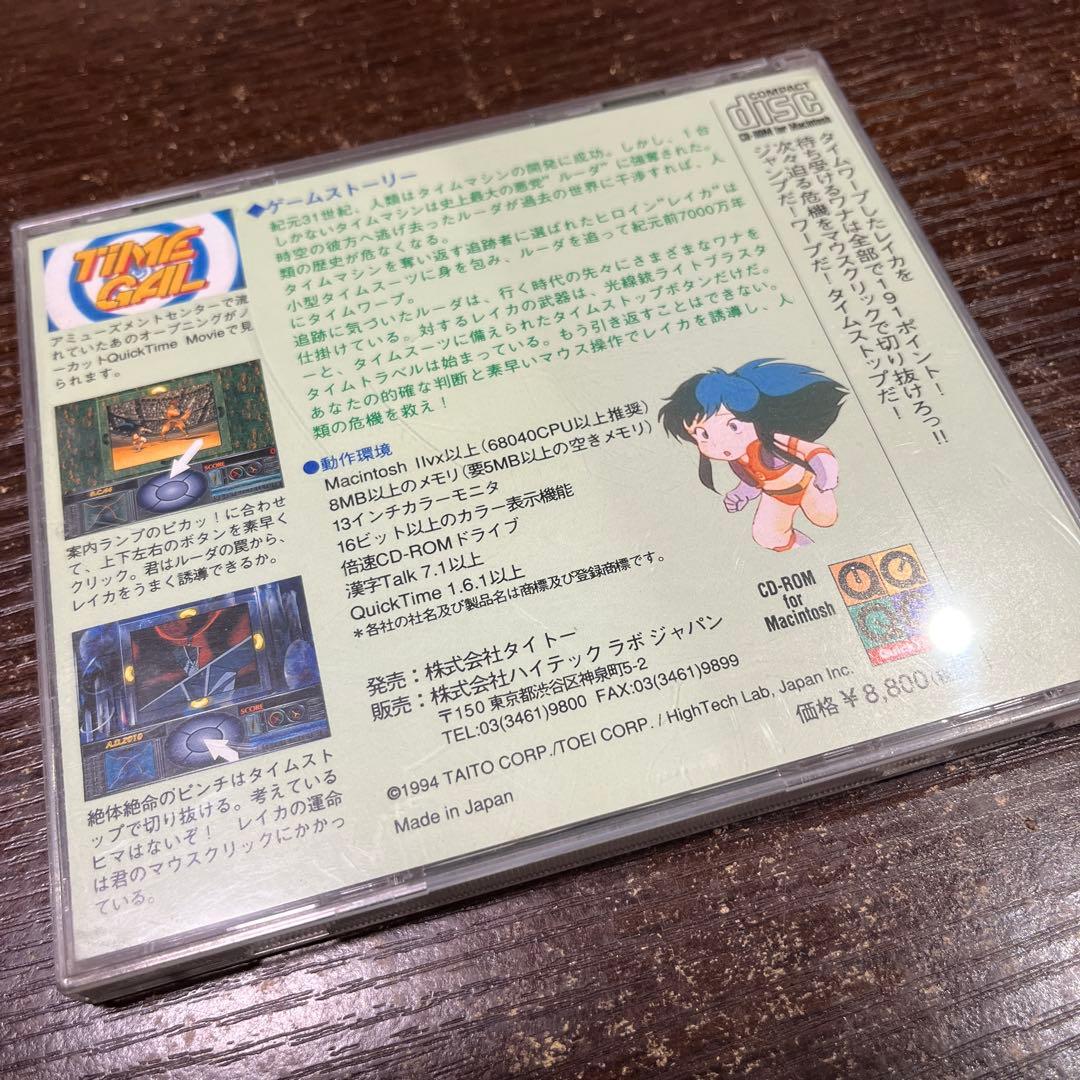 TIME
GAL
アミューズメントセンターで流
れていたあのオープニングがノ
ーカットQuickTime Movieで見
られます。
SCORE
B.C.44
案内ランプのピカッ！に合わせ
て、上下左右のボタンを素早く
クリック。君はルーダの罠から、
レイカをうまく誘導できるか。
SCORE
A.D.2010
絶体絶命のピンチはタイムスト
ップで切り抜ける。考えている
ヒマはないぞ！ レイカの運命
は君のマウスクリックにかかっ
ている。
◆ゲームストーリー
紀元31世紀、人類はタイムマシンの開発に成功。しかし、１台
しかないタイムマシンは史上最大の悪党"ルーダ"に強奪された。
時空の彼方へ逃げ去ったルーダが過去の世界に干渉すれば、人
類の歴史が危なくなる。
タイムマシンを奪い返す追跡者に選ばれたヒロイン"レイカ"は
小型タイムスーツに身を包み、ルーダを追って紀元前7000万年
にタイムワープ。
追跡に気づいたルーダは、行く時代の先々にさまざまなワナを
仕掛けている。対するレイカの武器は、光線銃ライトブラスタ
ーと、タイムスーツに備えられたタイムストップボタンだけだ。
タイムトラベルは始まっている。もう引き返すことはできない。
あなたの的確な判断と素早いマウス操作でレイカを誘導し、人
類の危機を救え！
●動作環境
Macintosh IIvx以上(68040CPU以上推奨)
8MB以上のメモリ(要5MB以上の空きメモリ)
13インチカラーモニタ
16ビット以上のカラー表示機能
倍速CD-ROMドライブ
漢字Talk 7.1以上
QuickTime 1.6.1以上
＊各社の社名及び製品名は商標及び登録商標です。
発売：株式会社タイトー
販売：株式会社ハイテックラボ ジャパン
〒150 東京都渋谷区神泉町5-2
TEL:03(3461)9800 FAX:03(3461)9899
©1994 TAITO CORP./TOEI CORP. / HighTech Lab, Japan Inc.
Made in Japan
価格￥8,800
CD-ROM
for
Macintosh
COMPACT
disc
CD-ROM for Macintosh
タイムワープしたレイカを
待ち受けるワナは全部で191ポイント！
次々迫る危機をマウスクリックで切り抜けろっ!!
ジャンプだーワープだータイムストップだ！